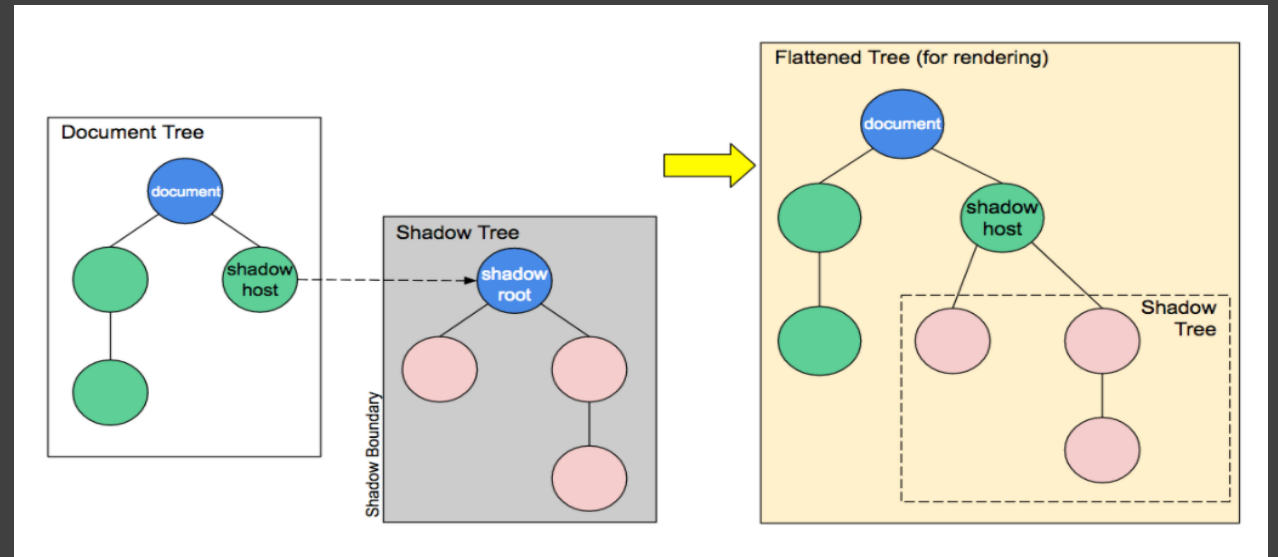 Document Tree
document
shadow
host
Shadow Tree
shadow
root
Shadow Boundary
Flattened Tree (for rendering)
document
shadow
host
Shadow
Tree